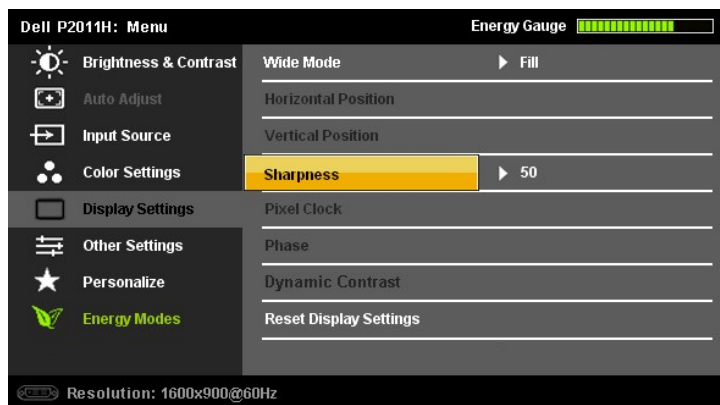 Dell P2011H: Menu Energy Gauge
Brightness & Contrast Wide Mode Fill
Auto Adjust Horizontal Position
Input Source Vertical Position
Color Settings Sharpness 50
Display Settings Pixel Clock
Other Settings Phase
Personalize Dynamic Contrast
Energy Modes Reset Display Settings
Resolution: 1600x900@60Hz